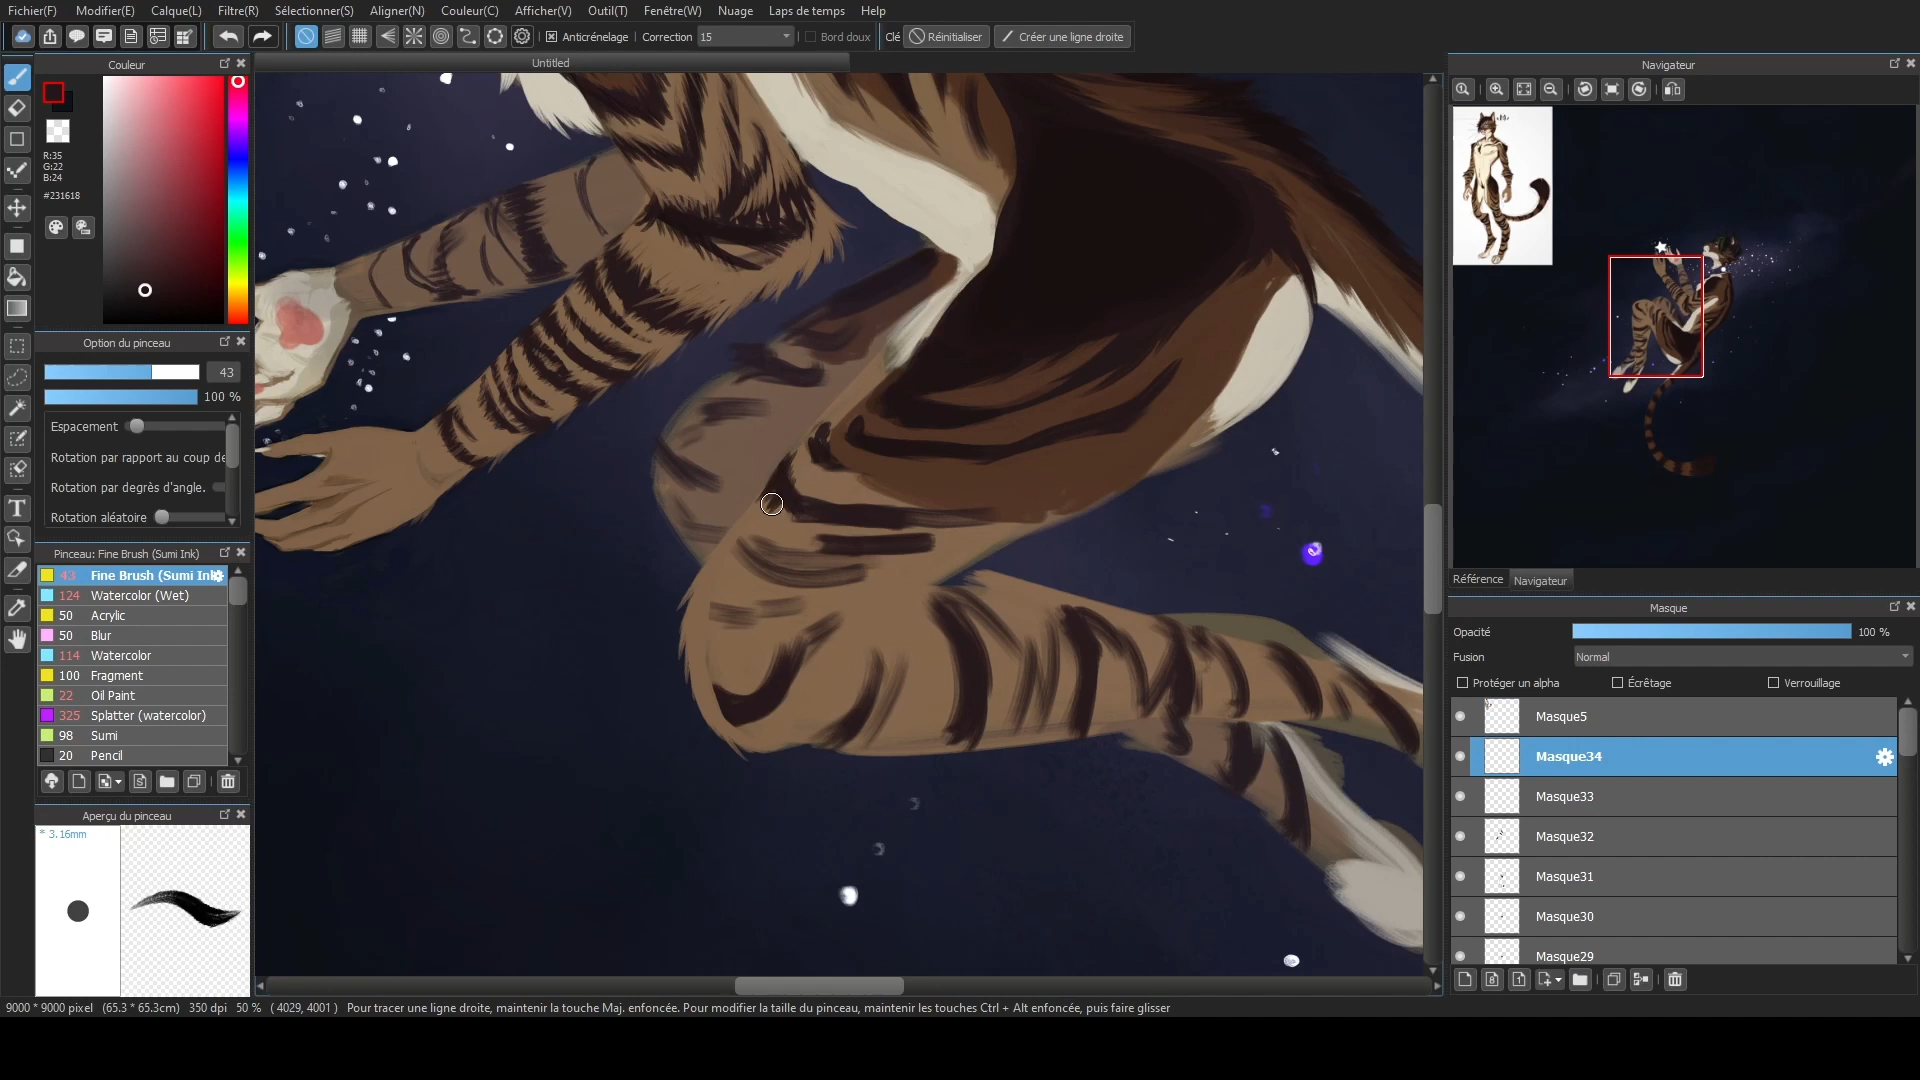 Fichier(F) Modifier(E) Calque(L) Filtre(R) Sélectionner(S) Aligner(N) Couleur(C) Afficher(V) Outil(T) Fenêtre(W) Nuage Laps de temps Help
Anticrénelage Correction 15 Bord doux Clé Réinitialiser Créer une ligne droite
Couleur
R:35
G:22
B:24
#231618
Option du pinceau
43
100 %
Espacement
Rotation par rapport au coup de
Rotation par degrès d'angle.
Rotation aléatoire
Pinceau: Fine Brush (Sumi Ink)
43 Fine Brush (Sumi Ink
124 Watercolor (Wet)
50 Acrylic
50 Blur
114 Watercolor
100 Fragment
22 Oil Paint
325 Splatter (watercolor)
98 Sumi
20 Pencil
Aperçu du pinceau
* 3.16mm
Untitled
Navigateur
Référence Navigateur
Masque
Opacité 100 %
Fusion Normal
Protéger un alpha Écrêtage Verrouillage
Masque5
Masque34
Masque33
Masque32
Masque31
Masque30
Masque29
9000 * 9000 pixel (65.3 * 65.3cm) 350 dpi 50 % ( 4029, 4001 ) Pour tracer une ligne droite, maintenir la touche Maj. enfoncée. Pour modifier la taille du pinceau, maintenir les touches Ctrl + Alt enfoncée, puis faire glisser